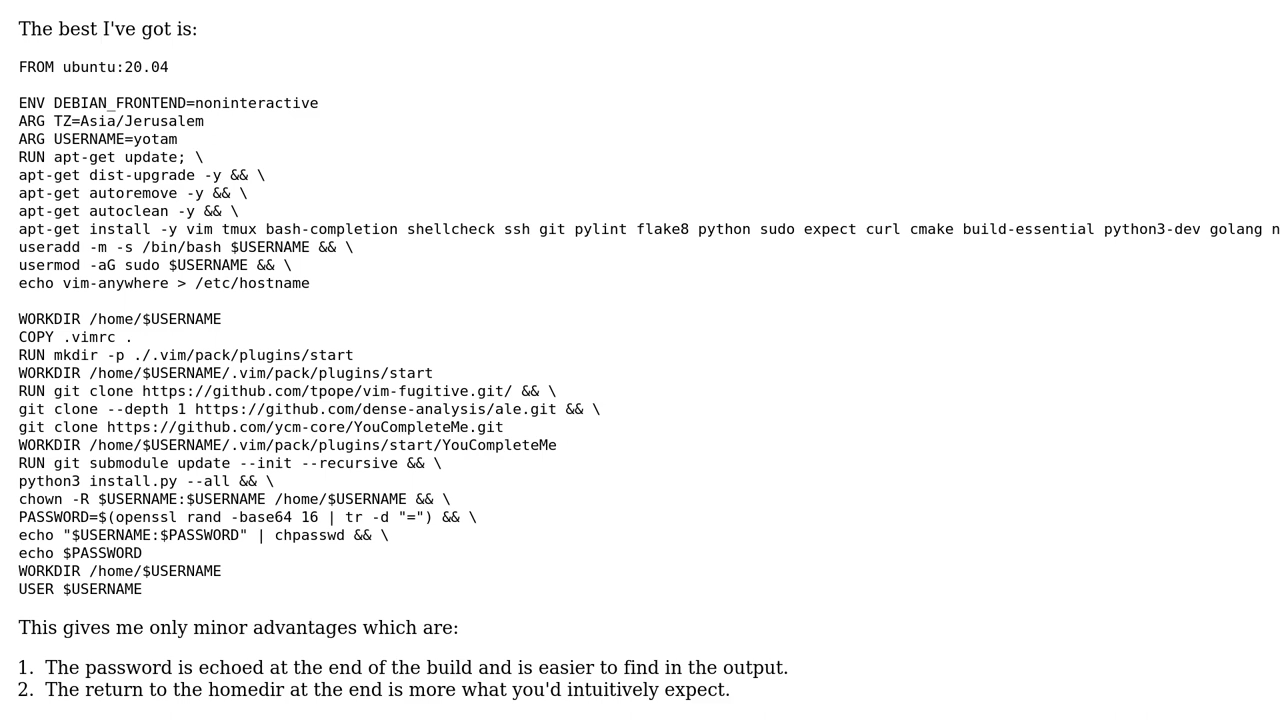 The best I've got is:
FROM ubuntu:20.04
ENV DEBIAN_FRONTEND=noninteractive
ARG TZ=Asia/Jerusalem
ARG USERNAME=yotam
RUN apt-get update; \
apt-get dist-upgrade -y && \
apt-get autoremove -y && \
apt-get autoclean -y && \
apt-get install -y vim tmux bash-completion shellcheck ssh git pylint flake8 python sudo expect curl cmake build-essential python3-dev golang n
useradd -m -s /bin/bash $USERNAME && \
usermod -aG sudo $USERNAME && \
echo vim-anywhere > /etc/hostname
WORKDIR /home/$USERNAME
COPY .vimrc .
RUN mkdir -p ./.vim/pack/plugins/start
WORKDIR /home/$USERNAME/.vim/pack/plugins/start
RUN git clone https://github.com/tpope/vim-fugitive.git/ && \
git clone --depth 1 https://github.com/dense-analysis/ale.git && \
git clone https://github.com/ycm-core/YouCompleteMe.git
WORKDIR /home/$USERNAME/.vim/pack/plugins/start/YouCompleteMe
RUN git submodule update --init --recursive && \
python3 install.py --all && \
chown -R $USERNAME:$USERNAME /home/$USERNAME && \
PASSWORD=$(openssl rand -base64 16 | tr -d "=") && \
echo "$USERNAME:$PASSWORD" | chpasswd && \
echo $PASSWORD
WORKDIR /home/$USERNAME
USER $USERNAME
This gives me only minor advantages which are:
1. The password is echoed at the end of the build and is easier to find in the output.
2. The return to the homedir at the end is more what you'd intuitively expect.